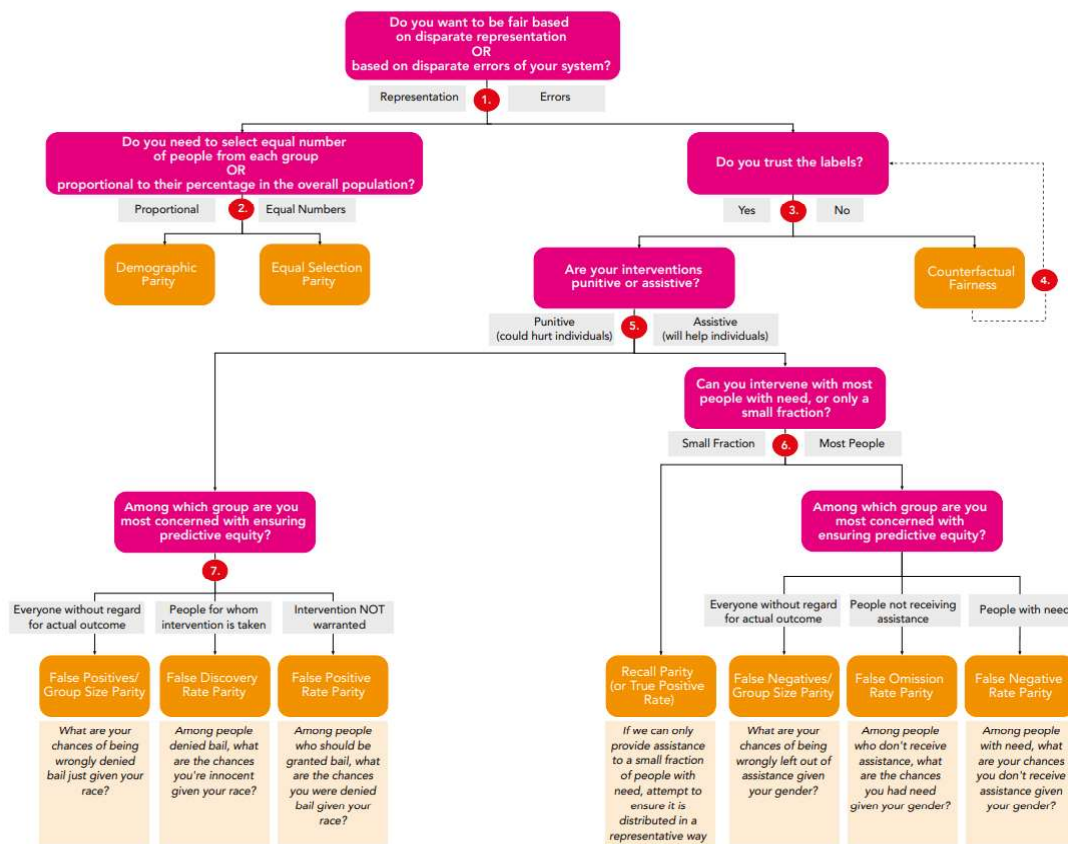 Do you want to be fair based
on disparate representation
OR
based on disparate errors of your system?
Representation
1.
Errors
Do you need to select equal number
of people from each group
OR
proportional to their percentage in the overall population?
Do you trust the labels?
Proportional
2.
Equal Numbers
Yes
3.
No
Demographic
Parity
Equal Selection
Parity
Are your interventions
punitive or assistive?
Counterfactual
Fairness
4.
Punitive
(could hurt individuals)
5.
Assistive
(will help individuals)
Can you intervene with most
people with need, or only a
small fraction?
Small Fraction
6.
Most People
Among which group are you
most concerned with ensuring
predictive equity?
Among which group are you
most concerned with
ensuring predictive equity?
7.
Everyone without regard
for actual outcome
People for whom
intervention is taken
Intervention NOT
warranted
Everyone without regard
for actual outcome
People not receiving
assistance
People with need
False Positives/
Group Size Parity
False Discovery
Rate Parity
False Positive
Rate Parity
Recall Parity
(or True Positive
Rate)
False Negatives/
Group Size Parity
False Omission
Rate Parity
False Negative
Rate Parity
What are your
chances of being
wrongly denied
bail just given your
race?
Among people
denied bail, what
are the chances
you're innocent
given your race?
Among people
who should be
granted bail, what
are the chances
you were denied
bail given your
race?
If we can only
provide assistance
to a small fraction
of people with
need, attempt to
ensure it is
distributed in a
representative way
What are your
chances of being
wrongly left out of
assistance given
your gender?
Among people
who don't receive
assistance, what
are the chances
you had need
given your gender?
Among people
with need, what
are your chances
you don't receive
assistance given
your gender?